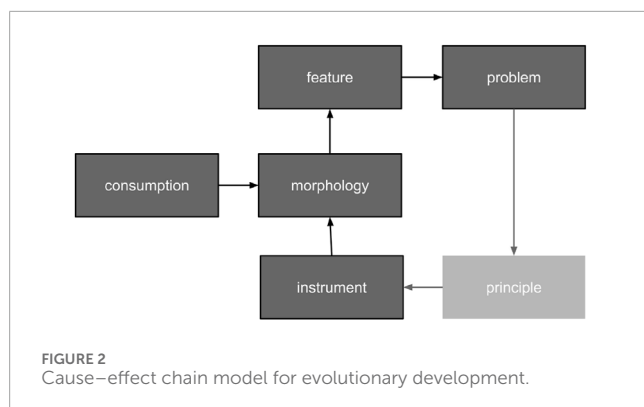 feature
problem
consumption
morphology
instrument
principle
FIGURE 2
Cause–effect chain model for evolutionary development.